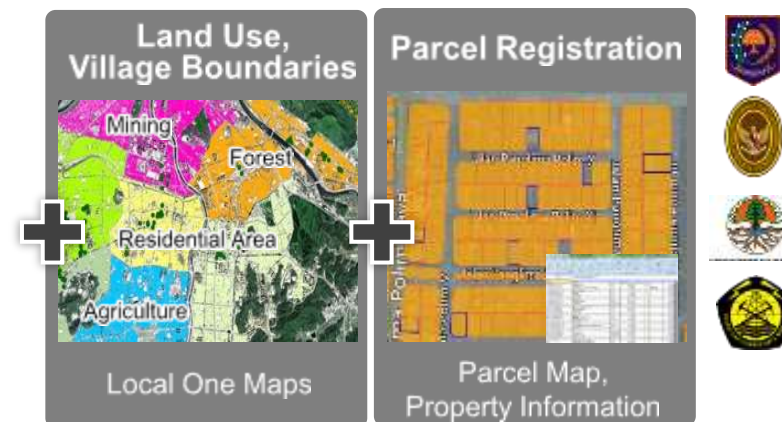 Land Use,
Village Boundaries
Mining
Forest
Residential Area
Agriculture
Local One Maps
Parcel Registration
Parcel Map,
Property Information